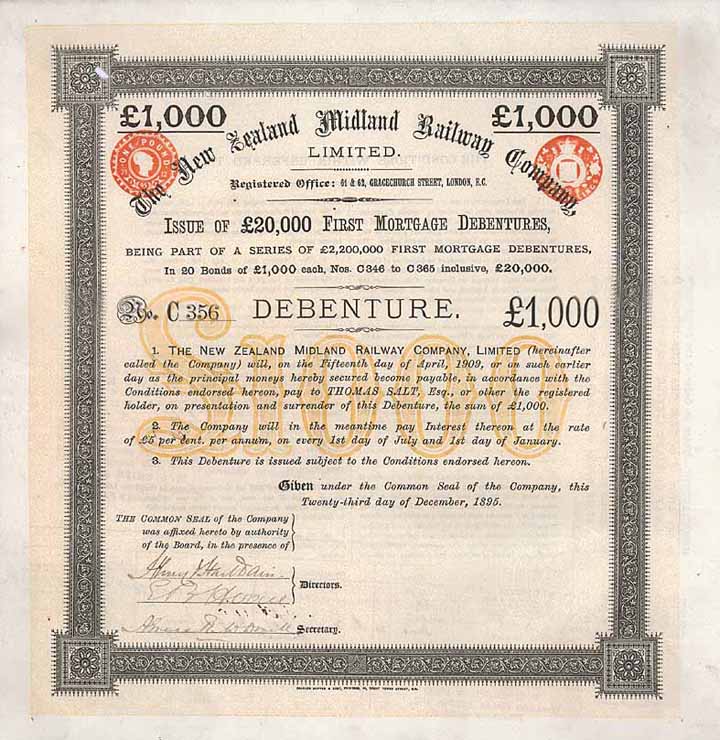 £1,000 £1,000
The New Zealand Midland Railway Company,
LIMITED.
ONE POUND
Registered Office: 61 & 62, GRACECHURCH STREET, LONDON, E.C.
ISSUE OF £20,000 FIRST MORTGAGE DEBENTURES,
BEING PART OF A SERIES OF £2,200,000 FIRST MORTGAGE DEBENTURES,
In 20 Bonds of £1,000 each, Nos. C346 to C365 inclusive, £20,000.
No. C 356 DEBENTURE. £1,000
£1000
1. THE NEW ZEALAND MIDLAND RAILWAY COMPANY, LIMITED (hereinafter
called the Company) will, on the Fifteenth day of April, 1909, or on such earlier
day as the principal moneys hereby secured become payable, in accordance with the
Conditions endorsed hereon, pay to THOMAS SALT, Esq., or other the registered
holder, on presentation and surrender of this Debenture, the sum of £1,000.
2. The Company will in the meantime pay Interest thereon at the rate
of £5 per cent. per annum, on every 1st day of July and 1st day of January.
3. This Debenture is issued subject to the Conditions endorsed hereon.
Given under the Common Seal of the Company, this
Twenty-third day of December, 1895.
THE COMMON SEAL of the Company
was affixed hereto by authority
of the Board, in the presence of
Directors.
Secretary.